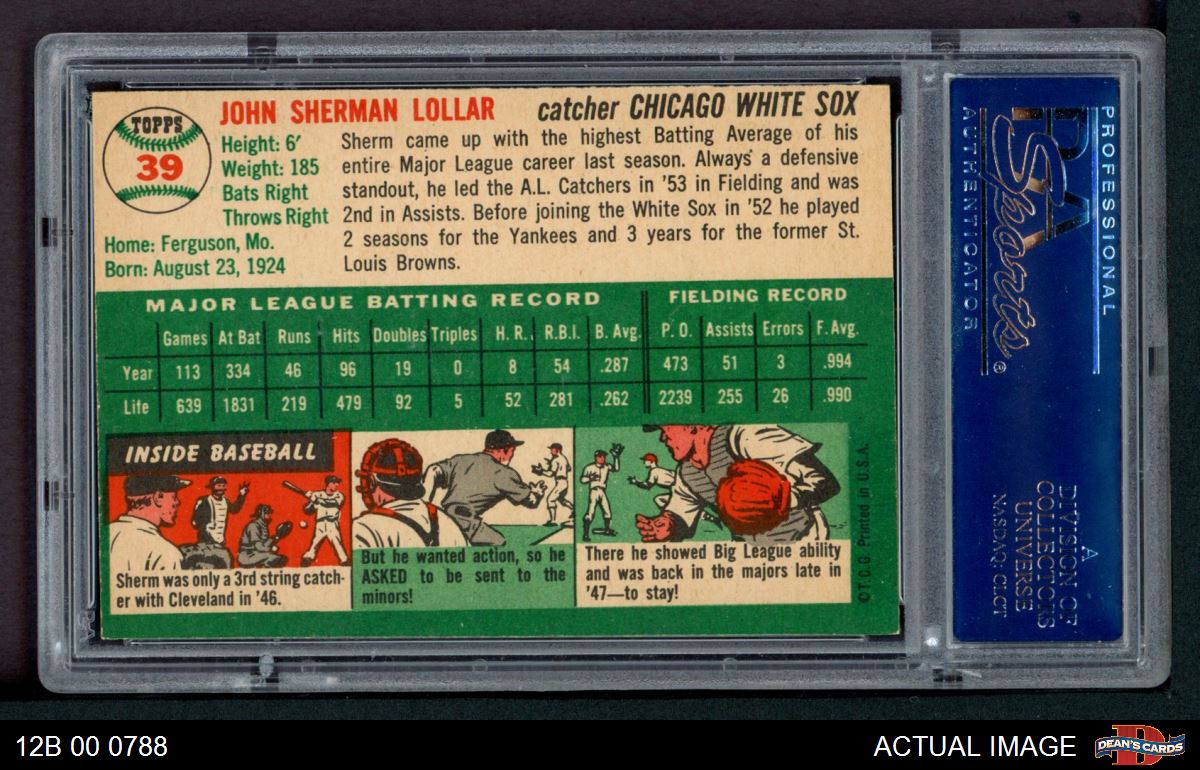 TOPPS
39
JOHN SHERMAN LOLLAR
catcher CHICAGO WHITE SOX
Height: 6'
Weight: 185
Bats Right
Throws Right
Home: Ferguson, Mo.
Born: August 23, 1924
Sherm came up with the highest Batting Average of his
entire Major League career last season. Always a defensive
standout, he led the A.L. Catchers in '53 in Fielding and was
2nd in Assists. Before joining the White Sox in '52 he played
2 seasons for the Yankees and 3 years for the former St.
Louis Browns.
MAJOR LEAGUE BATTING RECORD FIELDING RECORD
Games At Bat Runs Hits Doubles Triples H. R. R.B.I. B. Avg. P. O. Assists Errors F. Avg.
Year 113 334 46 96 19 0 8 54 .287 473 51 3 .994
Life 639 1831 219 479 92 5 52 281 .262 2239 255 26 .990
INSIDE BASEBALL
Sherm was only a 3rd string catch-
er with Cleveland in '46.
But he wanted action, so he
ASKED to be sent to the
minors!
There he showed Big League ability
and was back in the majors late in
'47—to stay!
© T.C.G. Printed in U.S.A.
PROFESSIONAL
PSA
Sports®
AUTHENTICATOR
A
DIVISION OF
COLLECTORS
UNIVERSE
NASDAQ: CLCT
12B 00 0788
ACTUAL IMAGE
D
DEAN'S CARDS